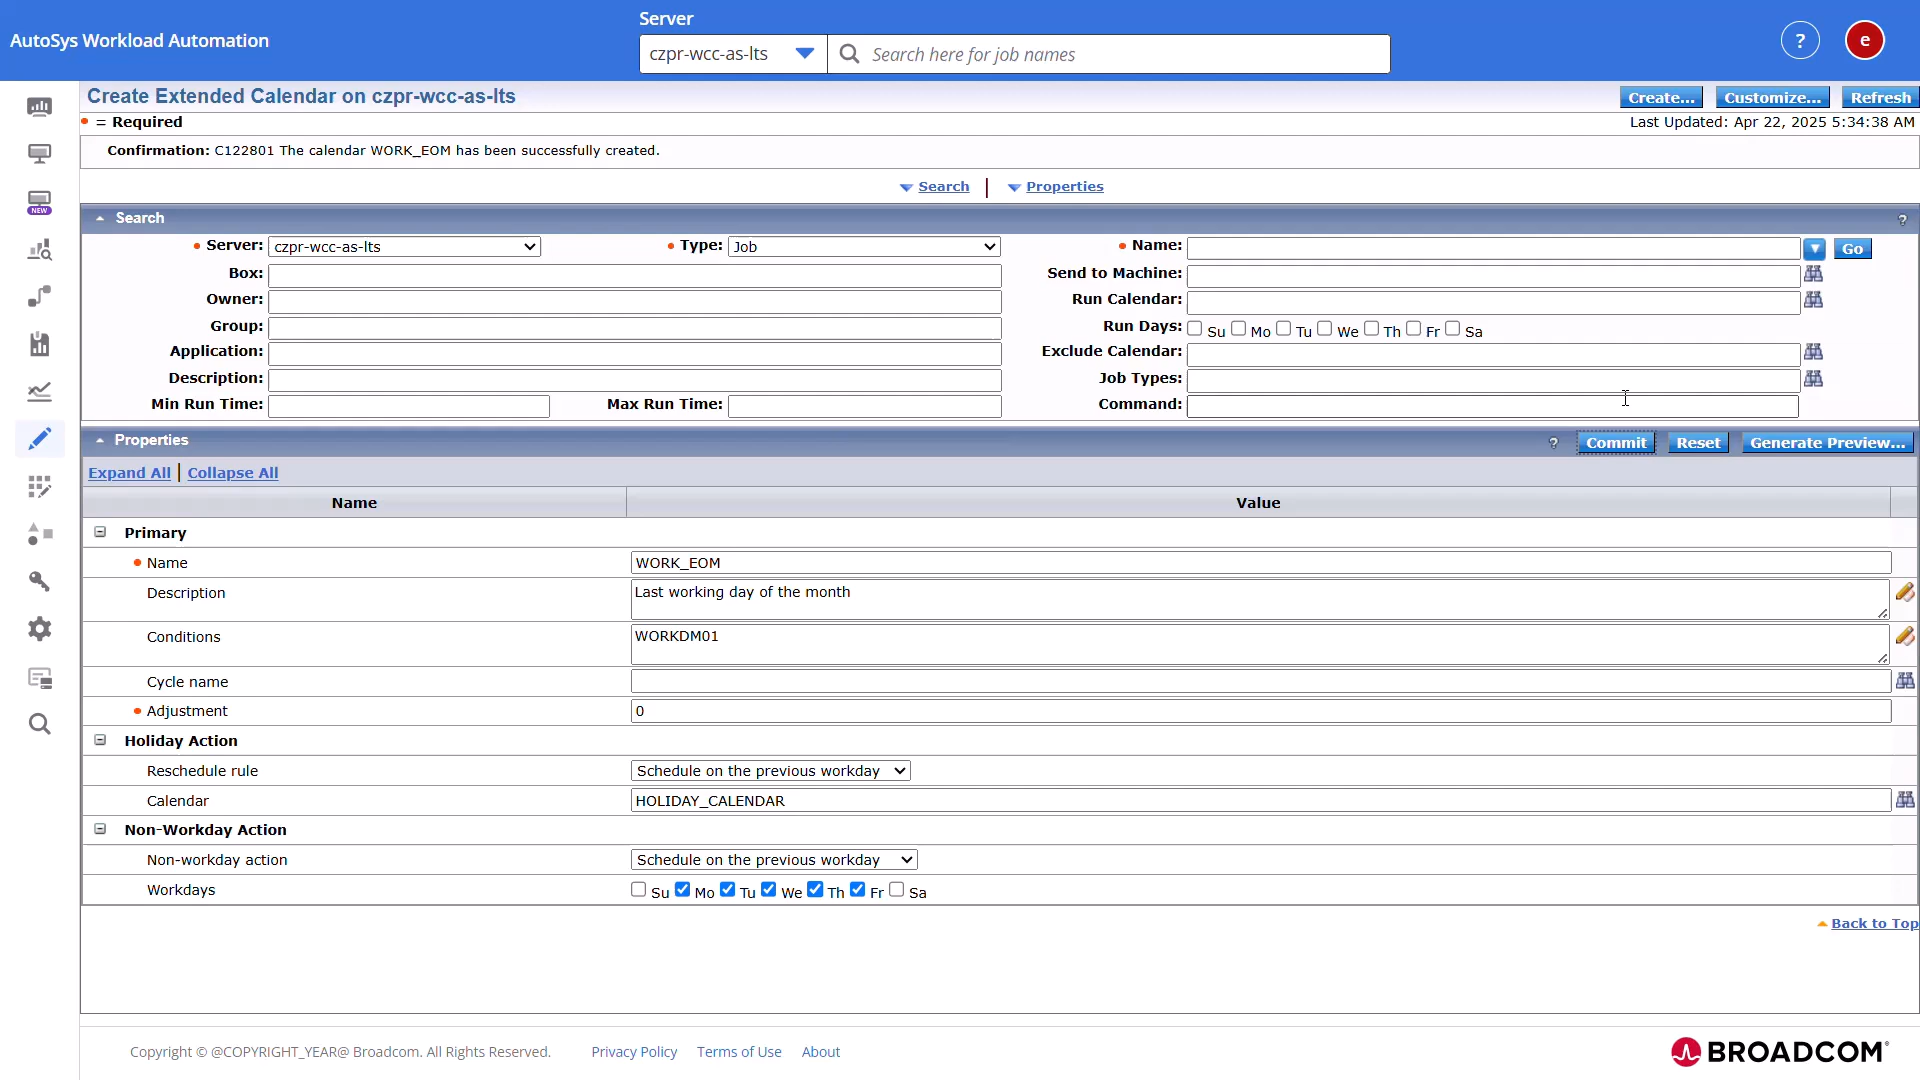 Server
AutoSys Workload Automation
czpr-wcc-as-lts
Search here for job names
?
e
Create Extended Calendar on czpr-wcc-as-lts
Create...
Customize...
Refresh
= Required
Last Updated: Apr 22, 2025 5:34:38 AM
Confirmation: C122801 The calendar WORK_EOM has been successfully created.
Search
Properties
NEW
Search
?
Server: czpr-wcc-as-lts
Type: Job
Name:
Go
Box:
Send to Machine:
Owner:
Run Calendar:
Group:
Run Days: Su Mo Tu We Th Fr Sa
Application:
Exclude Calendar:
Description:
Job Types:
Min Run Time:
Max Run Time:
Command:
Properties
?
Commit
Reset
Generate Preview...
Expand All | Collapse All
Name
Value
Primary
Name
WORK_EOM
Description
Last working day of the month
Conditions
WORKDM01
Cycle name
Adjustment
0
Holiday Action
Reschedule rule
Schedule on the previous workday
Calendar
HOLIDAY_CALENDAR
Non-Workday Action
Non-workday action
Schedule on the previous workday
Workdays
Su Mo Tu We Th Fr Sa
Back to Top
Copyright © @COPYRIGHT_YEAR@ Broadcom. All Rights Reserved.
Privacy Policy
Terms of Use
About
BROADCOM®